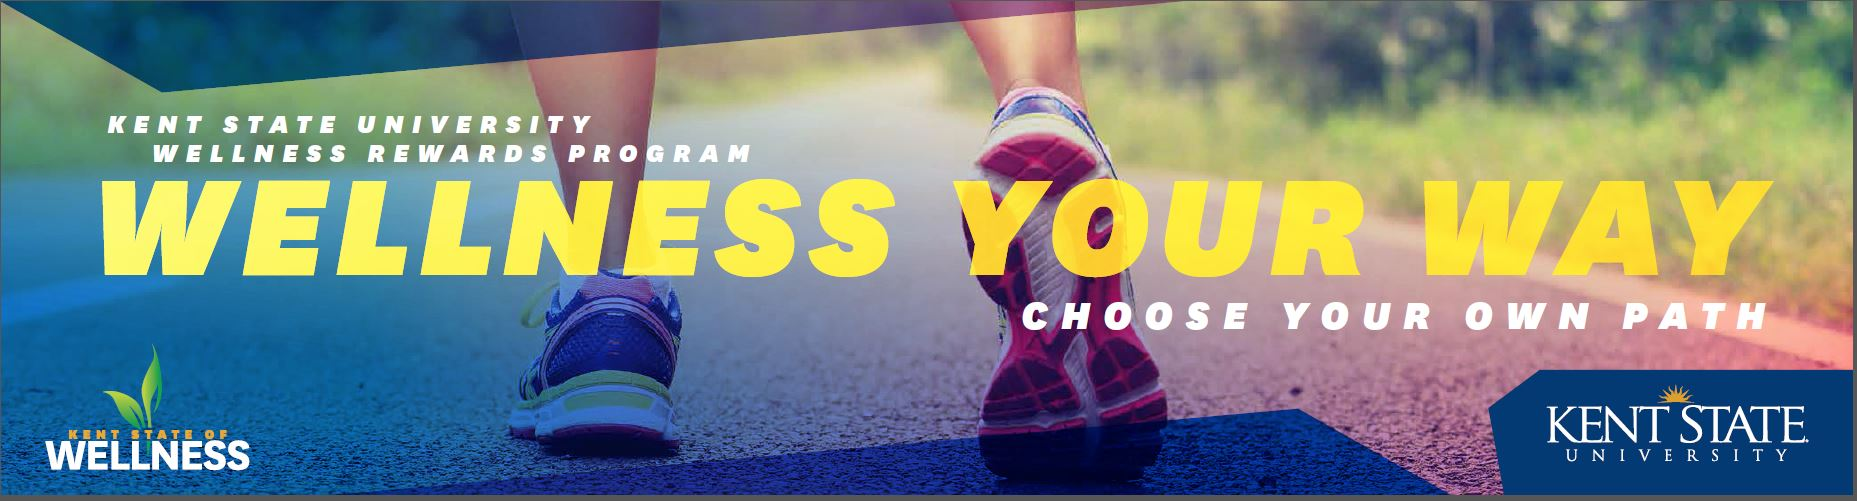 KENT STATE UNIVERSITY
WELLNESS REWARDS PROGRAM
WELLNESS YOUR WAY
CHOOSE YOUR OWN PATH
KENT STATE OF
WELLNESS
KENT STATE.
UNIVERSITY